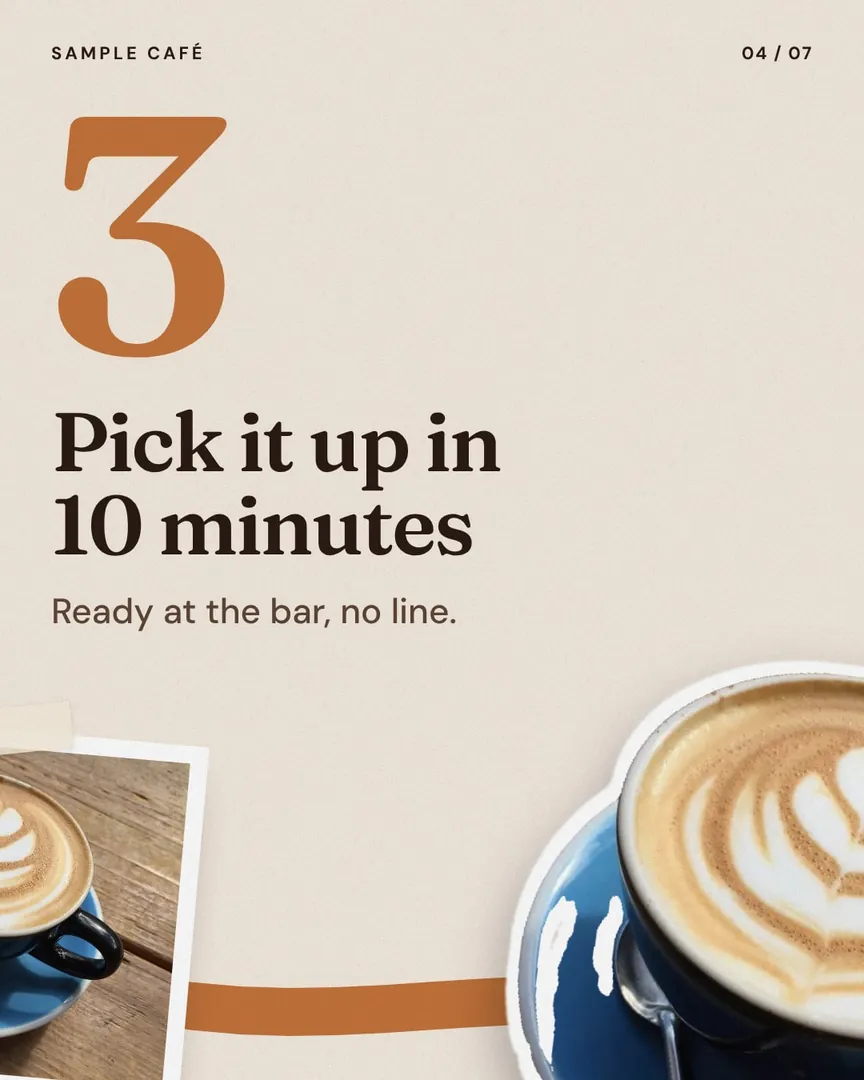 SAMPLE CAFÉ
04 / 07
3
Pick it up in
10 minutes
Ready at the bar, no line.